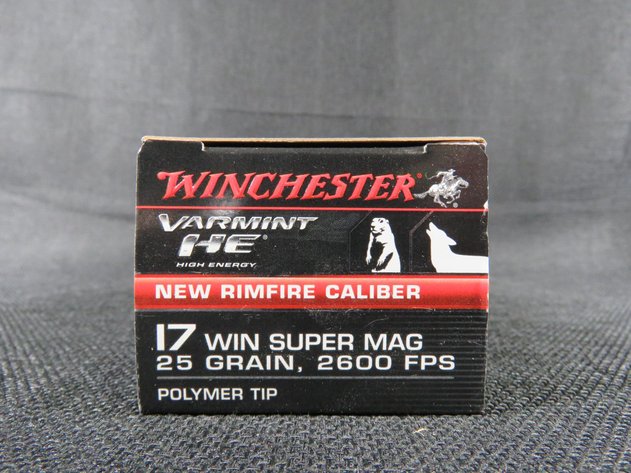 WINCHESTER
VARMINT
HE®
HIGH ENERGY
NEW RIMFIRE CALIBER
17 WIN SUPER MAG
25 GRAIN, 2600 FPS
POLYMER TIP